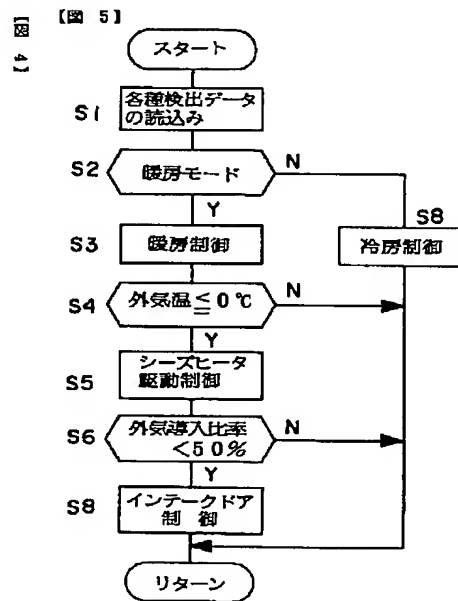 【図 5】
【図 4】
スタート
S1
各種検出データ
の読込み
S2
暖房モード
N
Y
S8
冷房制御
S3
暖房制御
S4
外気温≦0℃
N
Y
S5
シーズヒータ
駆動制御
S6
外気導入比率
<50%
N
Y
S8
インテークドア
制 御
リターン